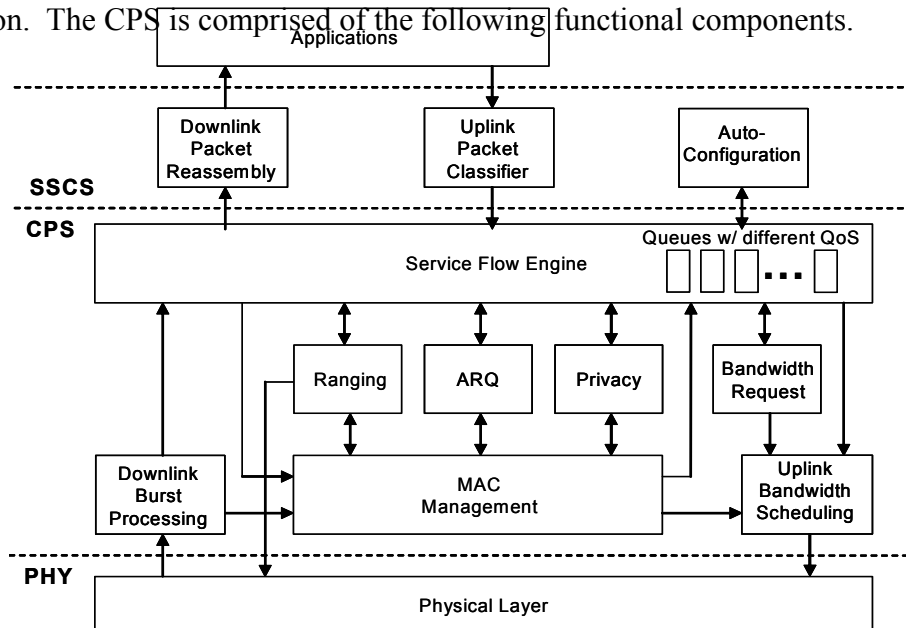 on.  The CPS is comprised of the following functional components.
Applications
Downlink
Packet
Reassembly
Uplink
Packet
Classifier
Auto-
Configuration
SSCS
CPS
Queues w/ different QoS
Service Flow Engine
Ranging
ARQ
Privacy
Bandwidth
Request
Downlink
Burst
Processing
MAC
Management
Uplink
Bandwidth
Scheduling
PHY
Physical Layer